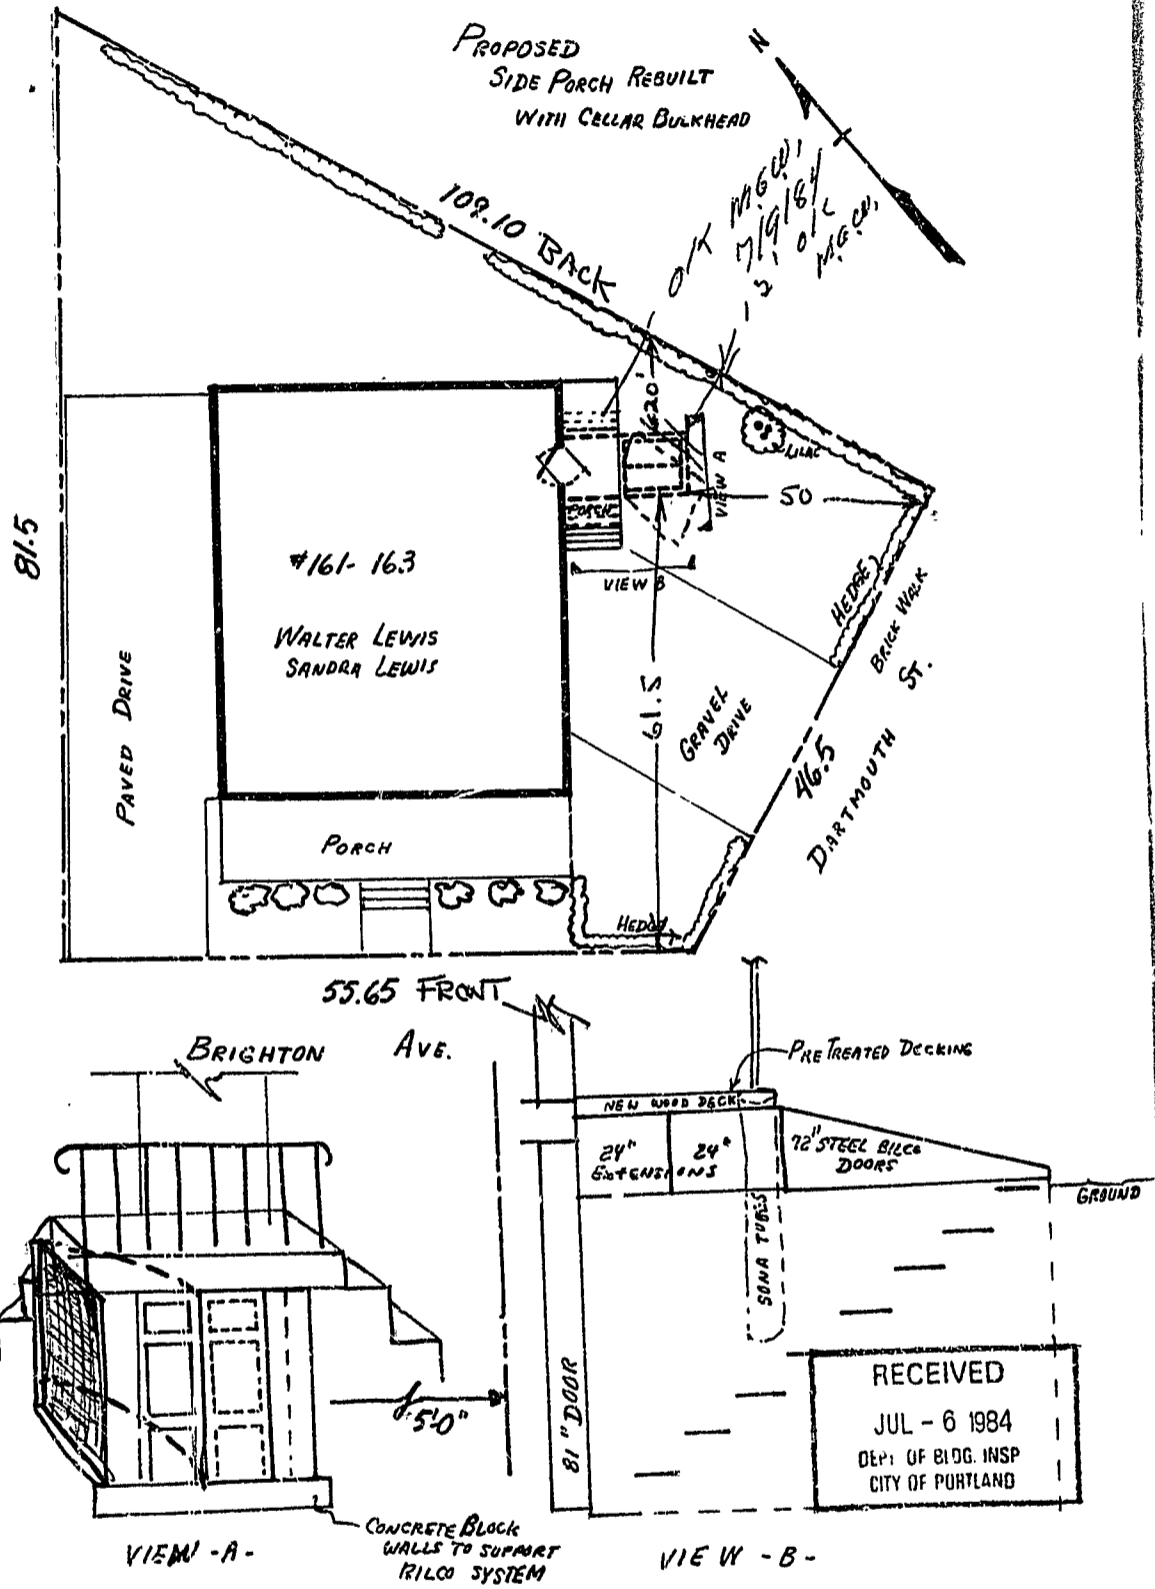 PROPOSED
SIDE PORCH REBUILT
WITH CELLAR BULKHEAD
N
109.10 BACK
O/K M.G.W.
7/9/84
5' O/C
M.G.W.
20'
LILAC
VIEW A
50
PORCH
VIEW B
81.5
#161-163
WALTER LEWIS
SANDRA LEWIS
HEDGE
BRICK WALK
PAVED DRIVE
61.5
GRAVEL
DRIVE
46.5
DARTMOUTH ST.
PORCH
HEDGE
55.65 FRONT
BRIGHTON AVE.
PRE TREATED DECKING
NEW WOOD DECK
24"
24"
EXTENSIONS
72" STEEL BILCO
DOORS
GROUND
SONA TUBES
81" DOOR
5'0"
RECEIVED
JUL - 6 1984
DEPT OF BLDG. INSP
CITY OF PORTLAND
CONCRETE BLOCK
WALLS TO SUPPORT
BILCO SYSTEM
VIEW -A-
VIEW -B-